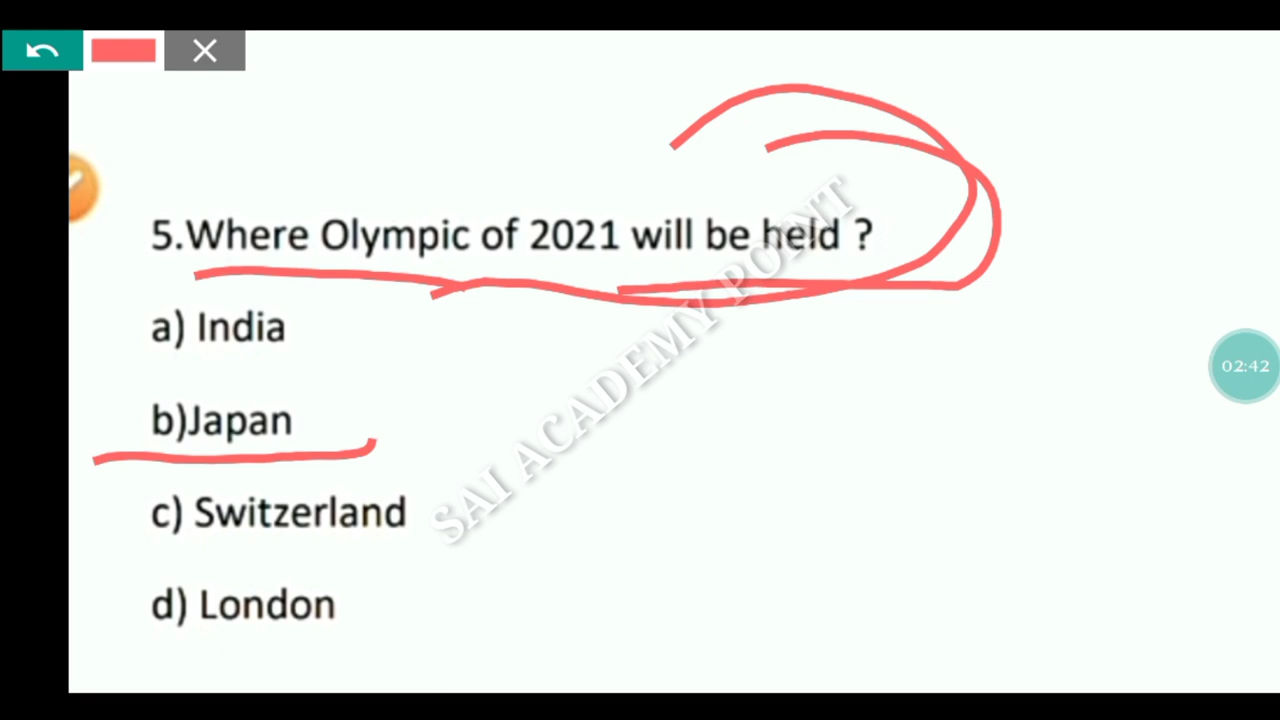 5.Where Olympic of 2021 will be held ?
a) India
b)Japan
c) Switzerland
d) London
SAI ACADEMY POINT
02:42